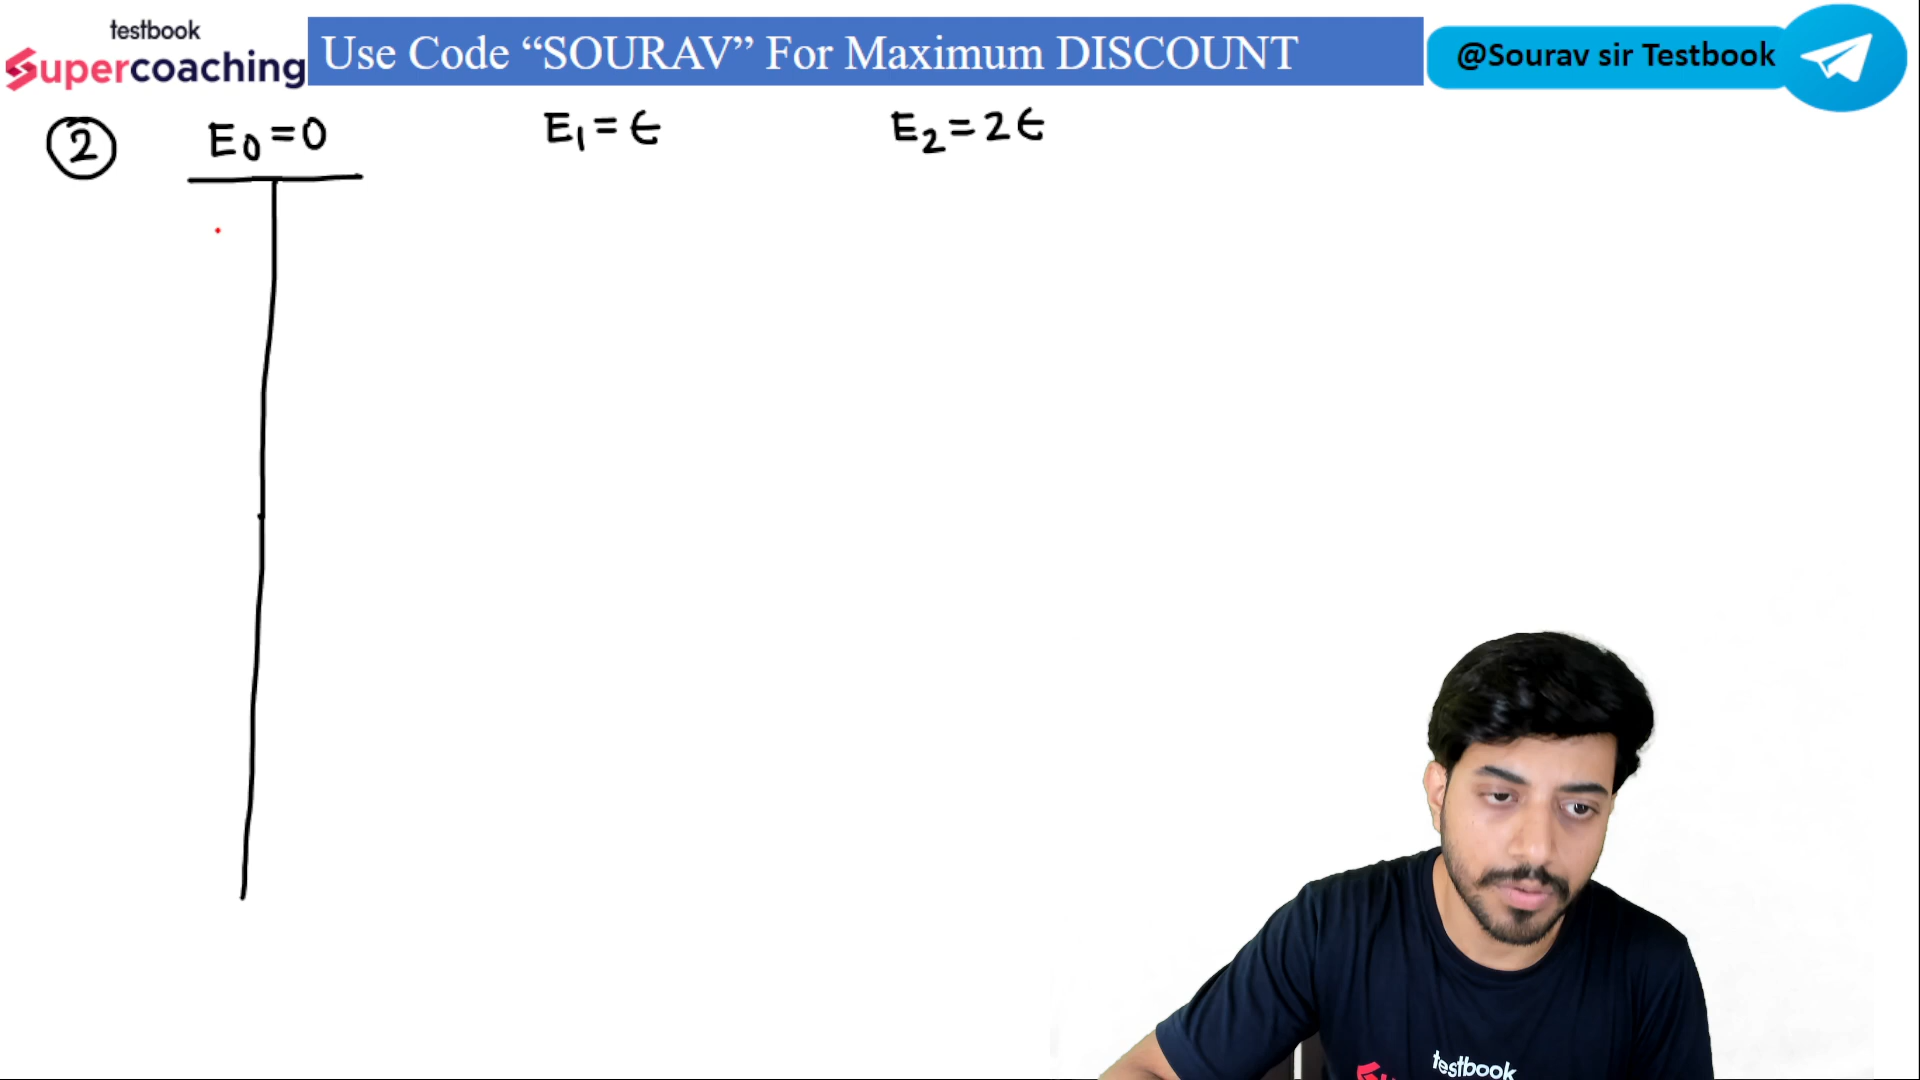 testbook
Supercoaching
Use Code “SOURAV” For Maximum DISCOUNT
@Sourav sir Testbook
② E₀ = 0 E₁ = ϵ E₂ = 2ϵ
testbook